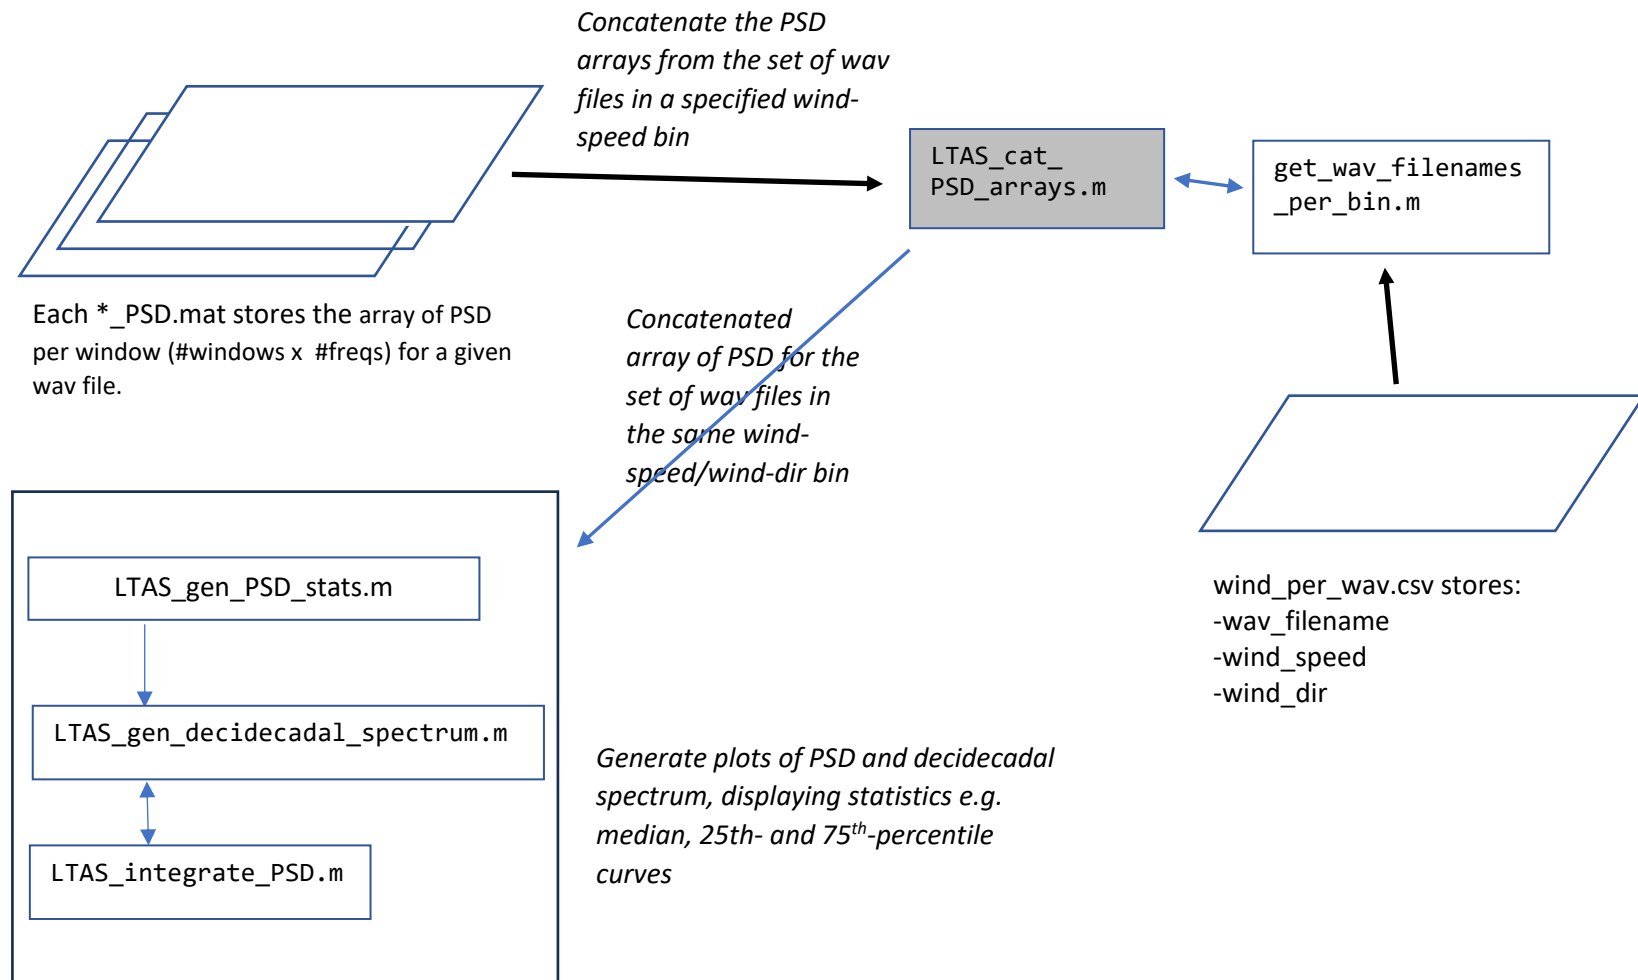 Concatenate the PSD
arrays from the set of wav
files in a specified wind-
speed bin
LTAS_cat_
PSD_arrays.m
get_wav_filenames
_per_bin.m
Each *_PSD.mat stores the array of PSD
per window (#windows x  #freqs) for a given
wav file.
Concatenated
array of PSD for the
set of wav files in
the same wind-
speed/wind-dir bin
LTAS_gen_PSD_stats.m
LTAS_gen_decidecadal_spectrum.m
LTAS_integrate_PSD.m
wind_per_wav.csv stores:
-wav_filename
-wind_speed
-wind_dir
Generate plots of PSD and decidecadal
spectrum, displaying statistics e.g.
median, 25th- and 75th-percentile
curves